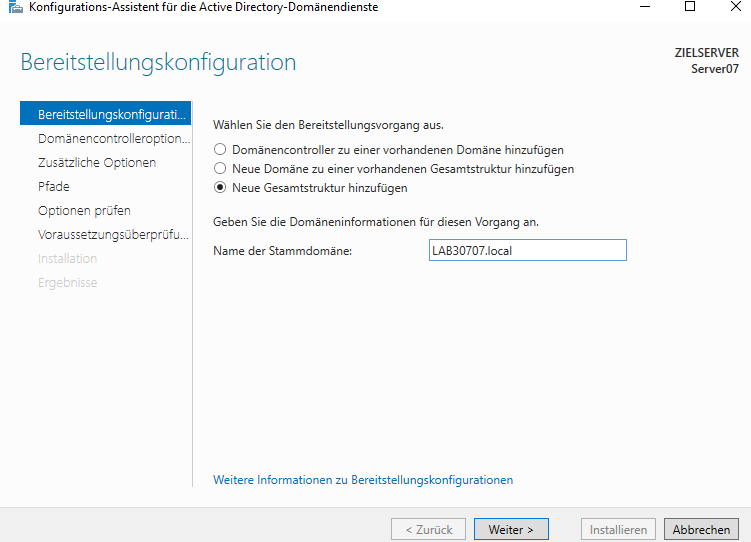 Konfigurations-Assistent für die Active Directory-Domänendienste
Bereitstellungskonfiguration
ZIELSERVER
Server07
Bereitstellungskonfigurati...
Domänencontrolleroption...
Zusätzliche Optionen
Pfade
Optionen prüfen
Voraussetzungsüberprüfu...
Installation
Ergebnisse
Wählen Sie den Bereitstellungsvorgang aus.
Domänencontroller zu einer vorhandenen Domäne hinzufügen
Neue Domäne zu einer vorhandenen Gesamtstruktur hinzufügen
Neue Gesamtstruktur hinzufügen
Geben Sie die Domäneninformationen für diesen Vorgang an.
Name der Stammdomäne: LAB30707.local
Weitere Informationen zu Bereitstellungskonfigurationen
< Zurück Weiter > Installieren Abbrechen